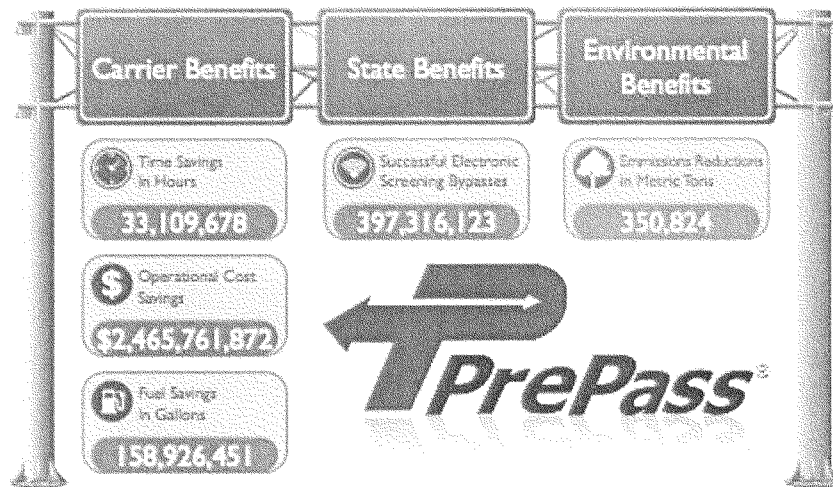 Carrier Benefits
State Benefits
Environmental
Benefits
Time Savings
in Hours
33,109,678
Successful Electronic
Screening Bypasses
397,316,123
Emmissions Reductions
in Metric Tons
350,824
Operational Cost
Savings
$2,465,761,872
Fuel Savings
in Gallons
158,926,451
PrePass®